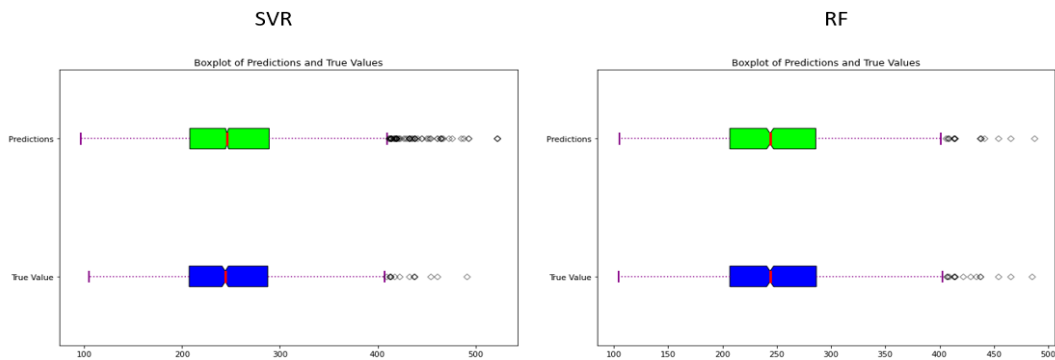 SVR
RF
Boxplot of Predictions and True Values
Predictions
True Value
100
200
300
400
500
Boxplot of Predictions and True Values
Predictions
True Value
100
150
200
250
300
350
400
450
500